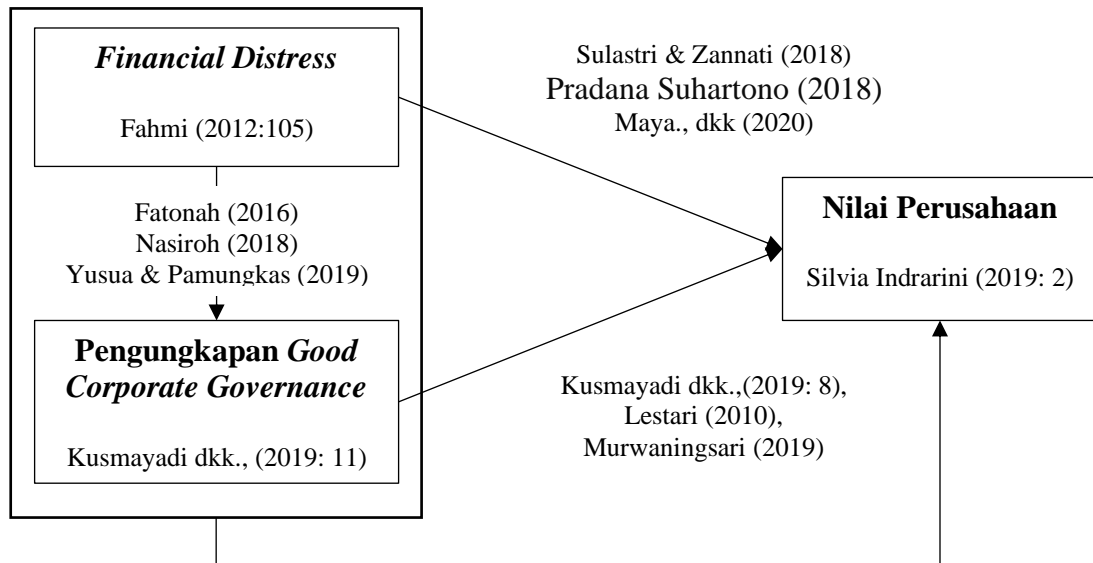 Financial Distress
Fahmi (2012:105)
Fatonah (2016)
Nasiroh (2018)
Yusua & Pamungkas (2019)
Pengungkapan Good
Corporate Governance
Kusmayadi dkk., (2019: 11)
Sulastri & Zannati (2018)
Pradana Suhartono (2018)
Maya., dkk (2020)
Nilai Perusahaan
Silvia Indrarini (2019: 2)
Kusmayadi dkk.,(2019: 8),
Lestari (2010),
Murwaningsari (2019)